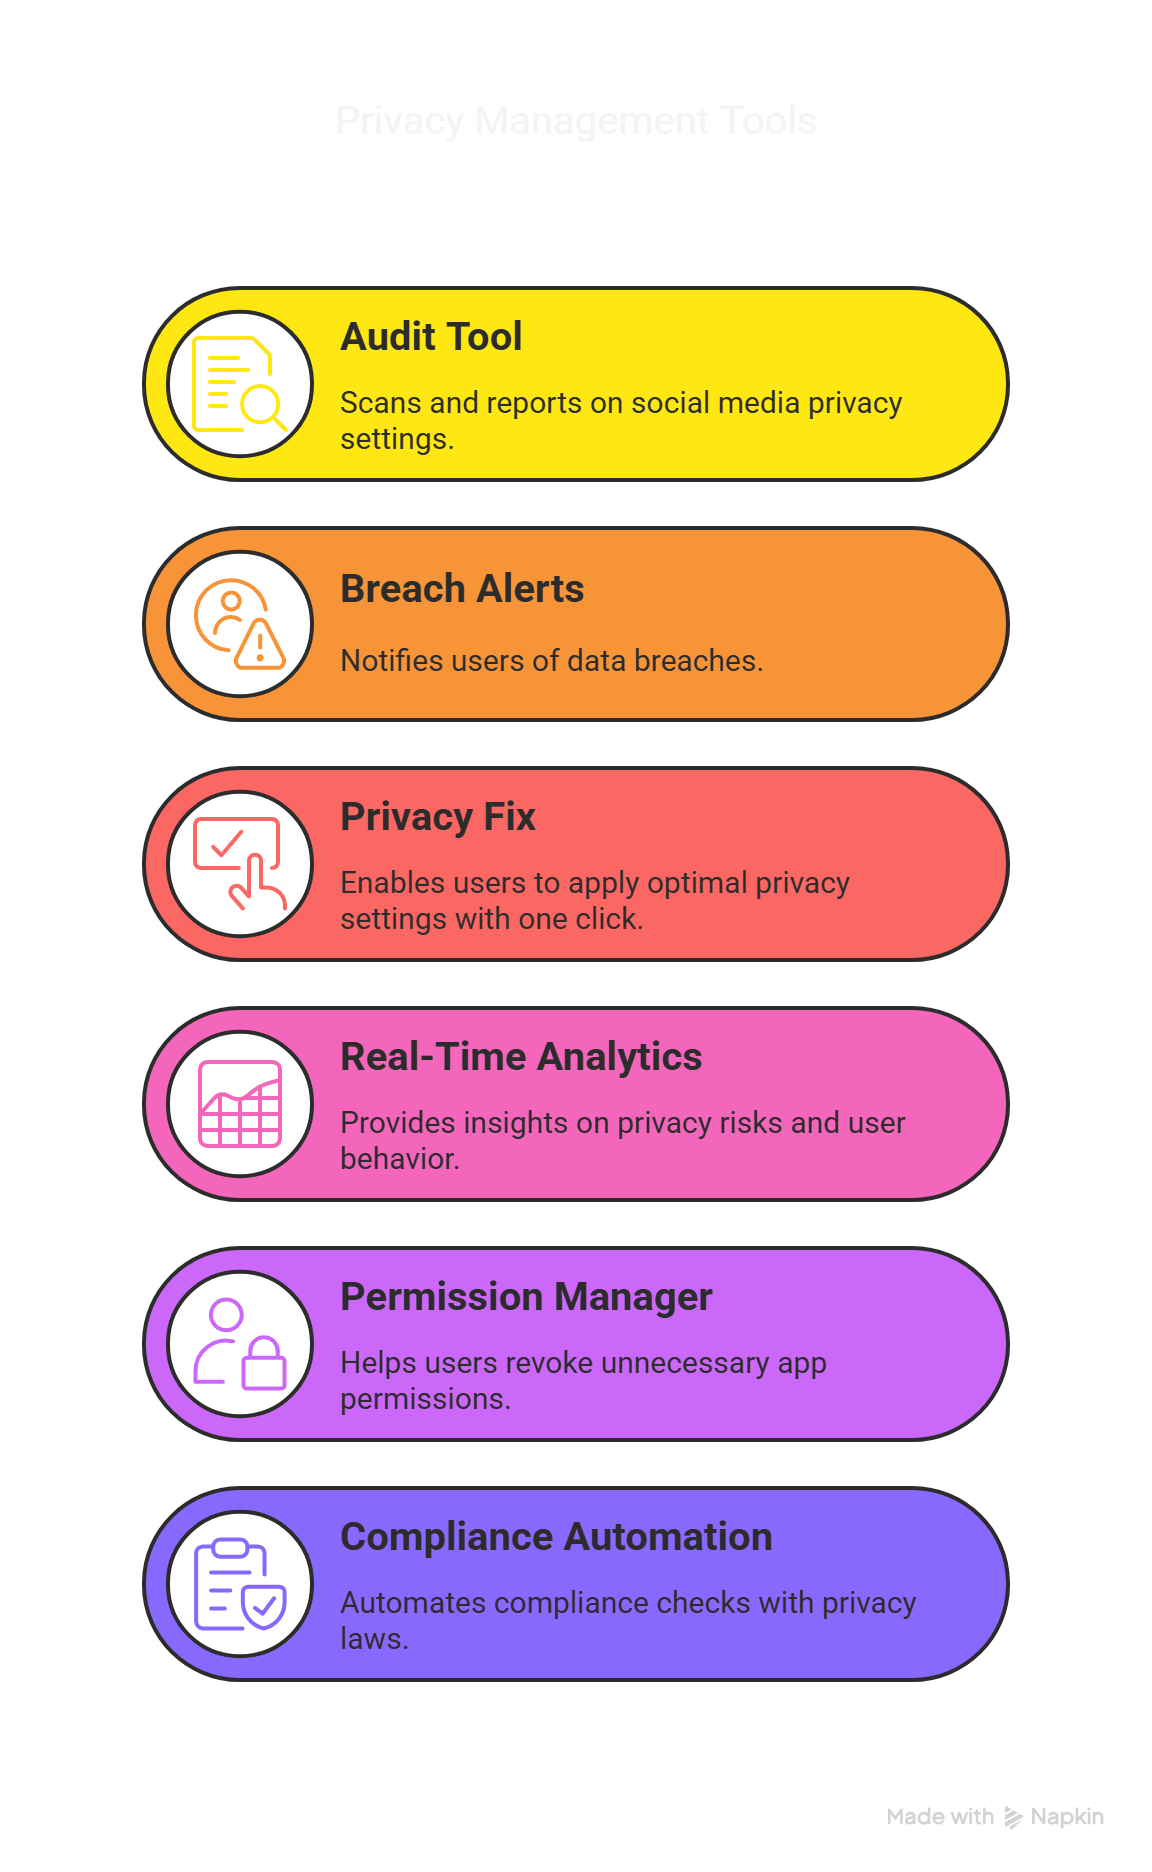 Privacy Management Tools
Audit Tool
Scans and reports on social media privacy
settings.
Breach Alerts
Notifies users of data breaches.
Privacy Fix
Enables users to apply optimal privacy
settings with one click.
Real-Time Analytics
Provides insights on privacy risks and user
behavior.
Permission Manager
Helps users revoke unnecessary app
permissions.
Compliance Automation
Automates compliance checks with privacy
laws.
Made with Napkin